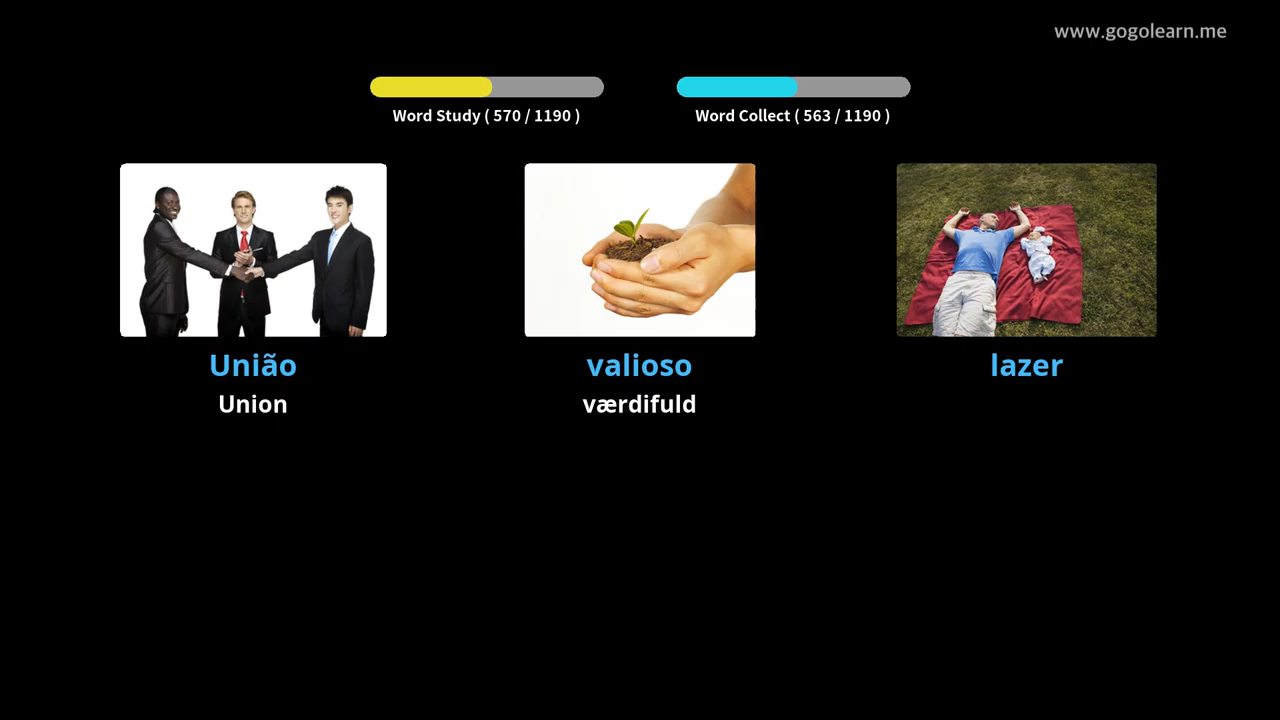 www.gogolearn.me
Word Study ( 570 / 1190 )
Word Collect ( 563 / 1190 )
União
Union
valioso
værdifuld
lazer